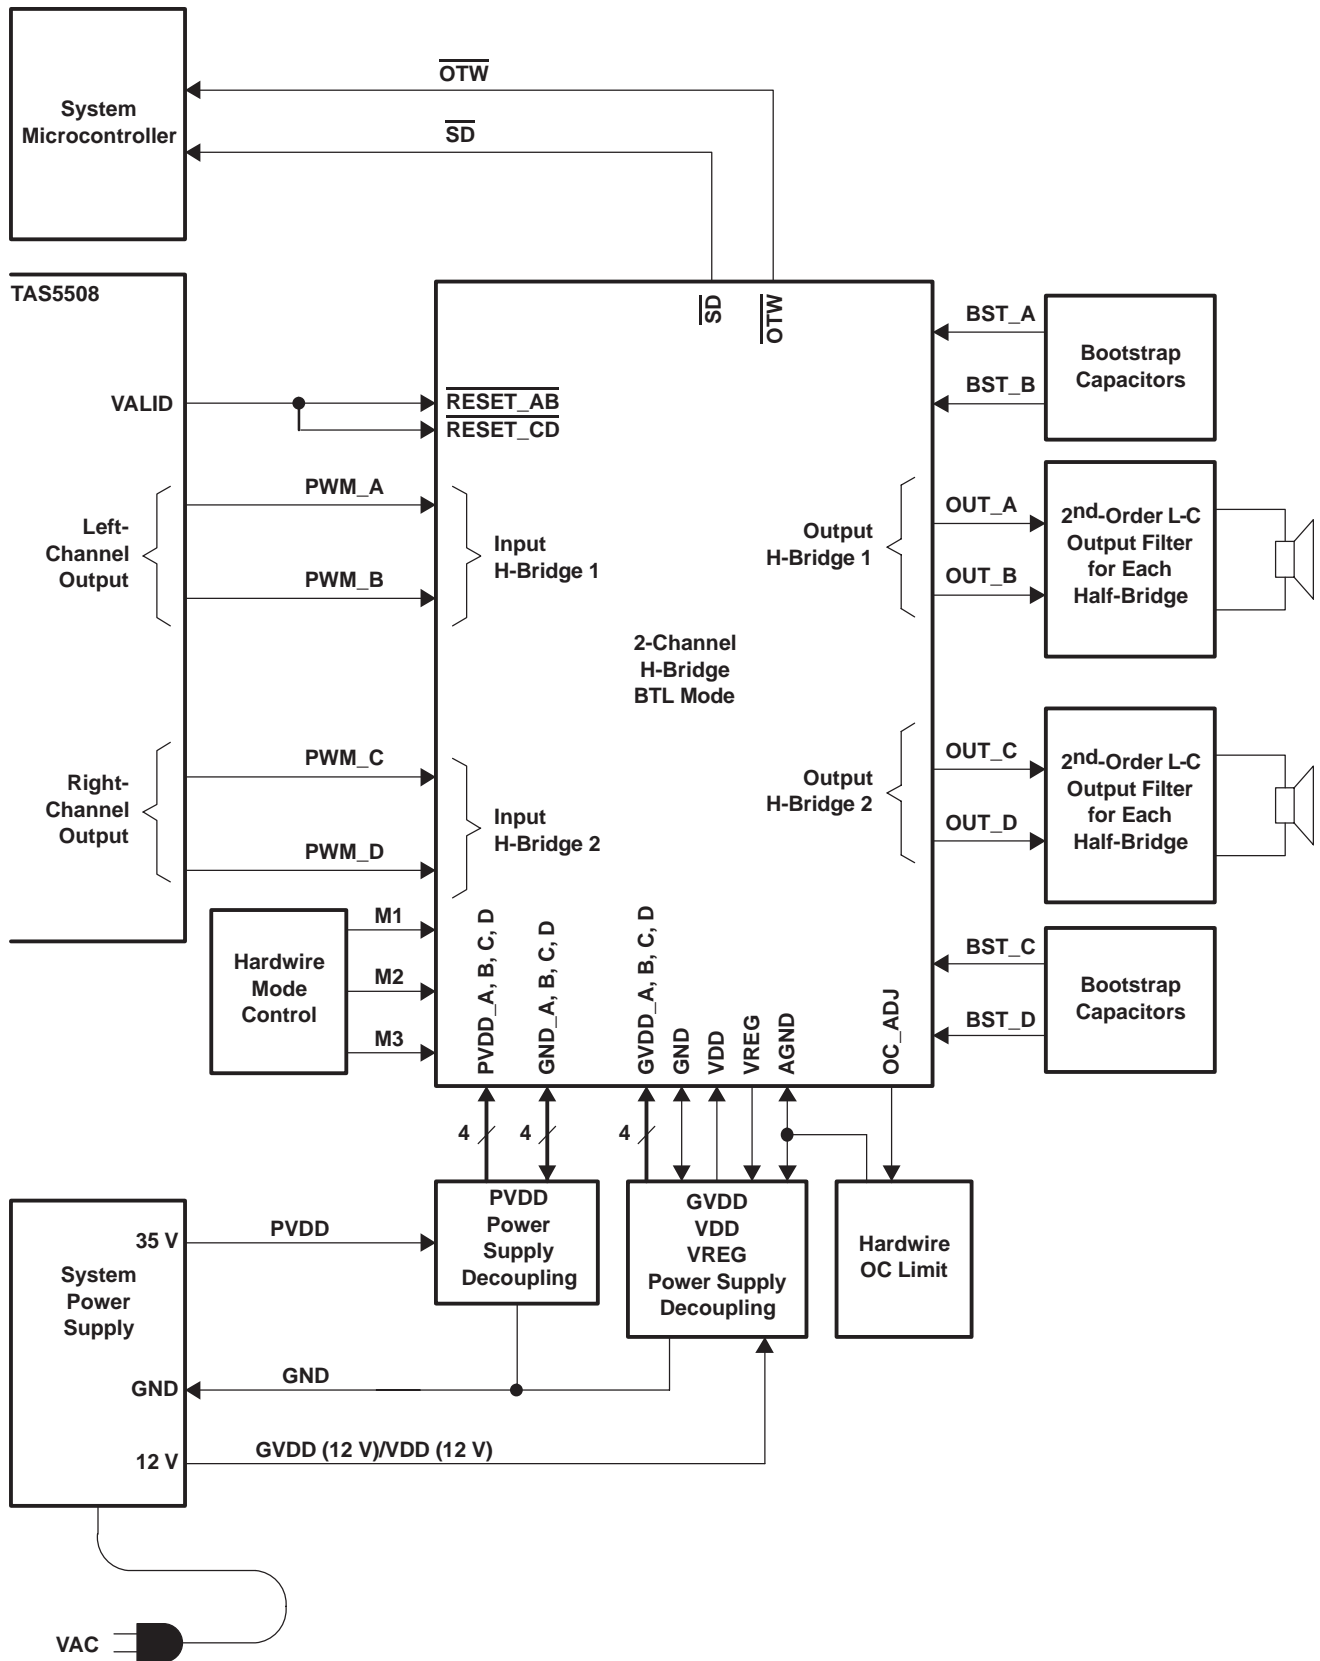 OTW
System
Microcontroller
SD
TAS5508
SD
OTW
BST_A
Bootstrap
Capacitors
BST_B
VALID
RESET_AB
RESET_CD
PWM_A
Left-
Channel
Output
Input
H-Bridge 1
PWM_B
Output
H-Bridge 1
OUT_A
OUT_B
2nd-Order L-C
Output Filter
for Each
Half-Bridge
2-Channel
H-Bridge
BTL Mode
PWM_C
Right-
Channel
Output
Input
H-Bridge 2
PWM_D
Output
H-Bridge 2
OUT_C
OUT_D
2nd-Order L-C
Output Filter
for Each
Half-Bridge
M1
Hardwire
Mode
Control
M2
M3
PVDD_A, B, C, D
GND_A, B, C, D
GVDD_A, B, C, D
GND
VDD
VREG
AGND
OC_ADJ
BST_C
Bootstrap
Capacitors
BST_D
4
4
4
PVDD
Power
Supply
Decoupling
GVDD
VDD
VREG
Power Supply
Decoupling
Hardwire
OC Limit
35 V
PVDD
System
Power
Supply
GND
GND
12 V
GVDD (12 V)/VDD (12 V)
VAC